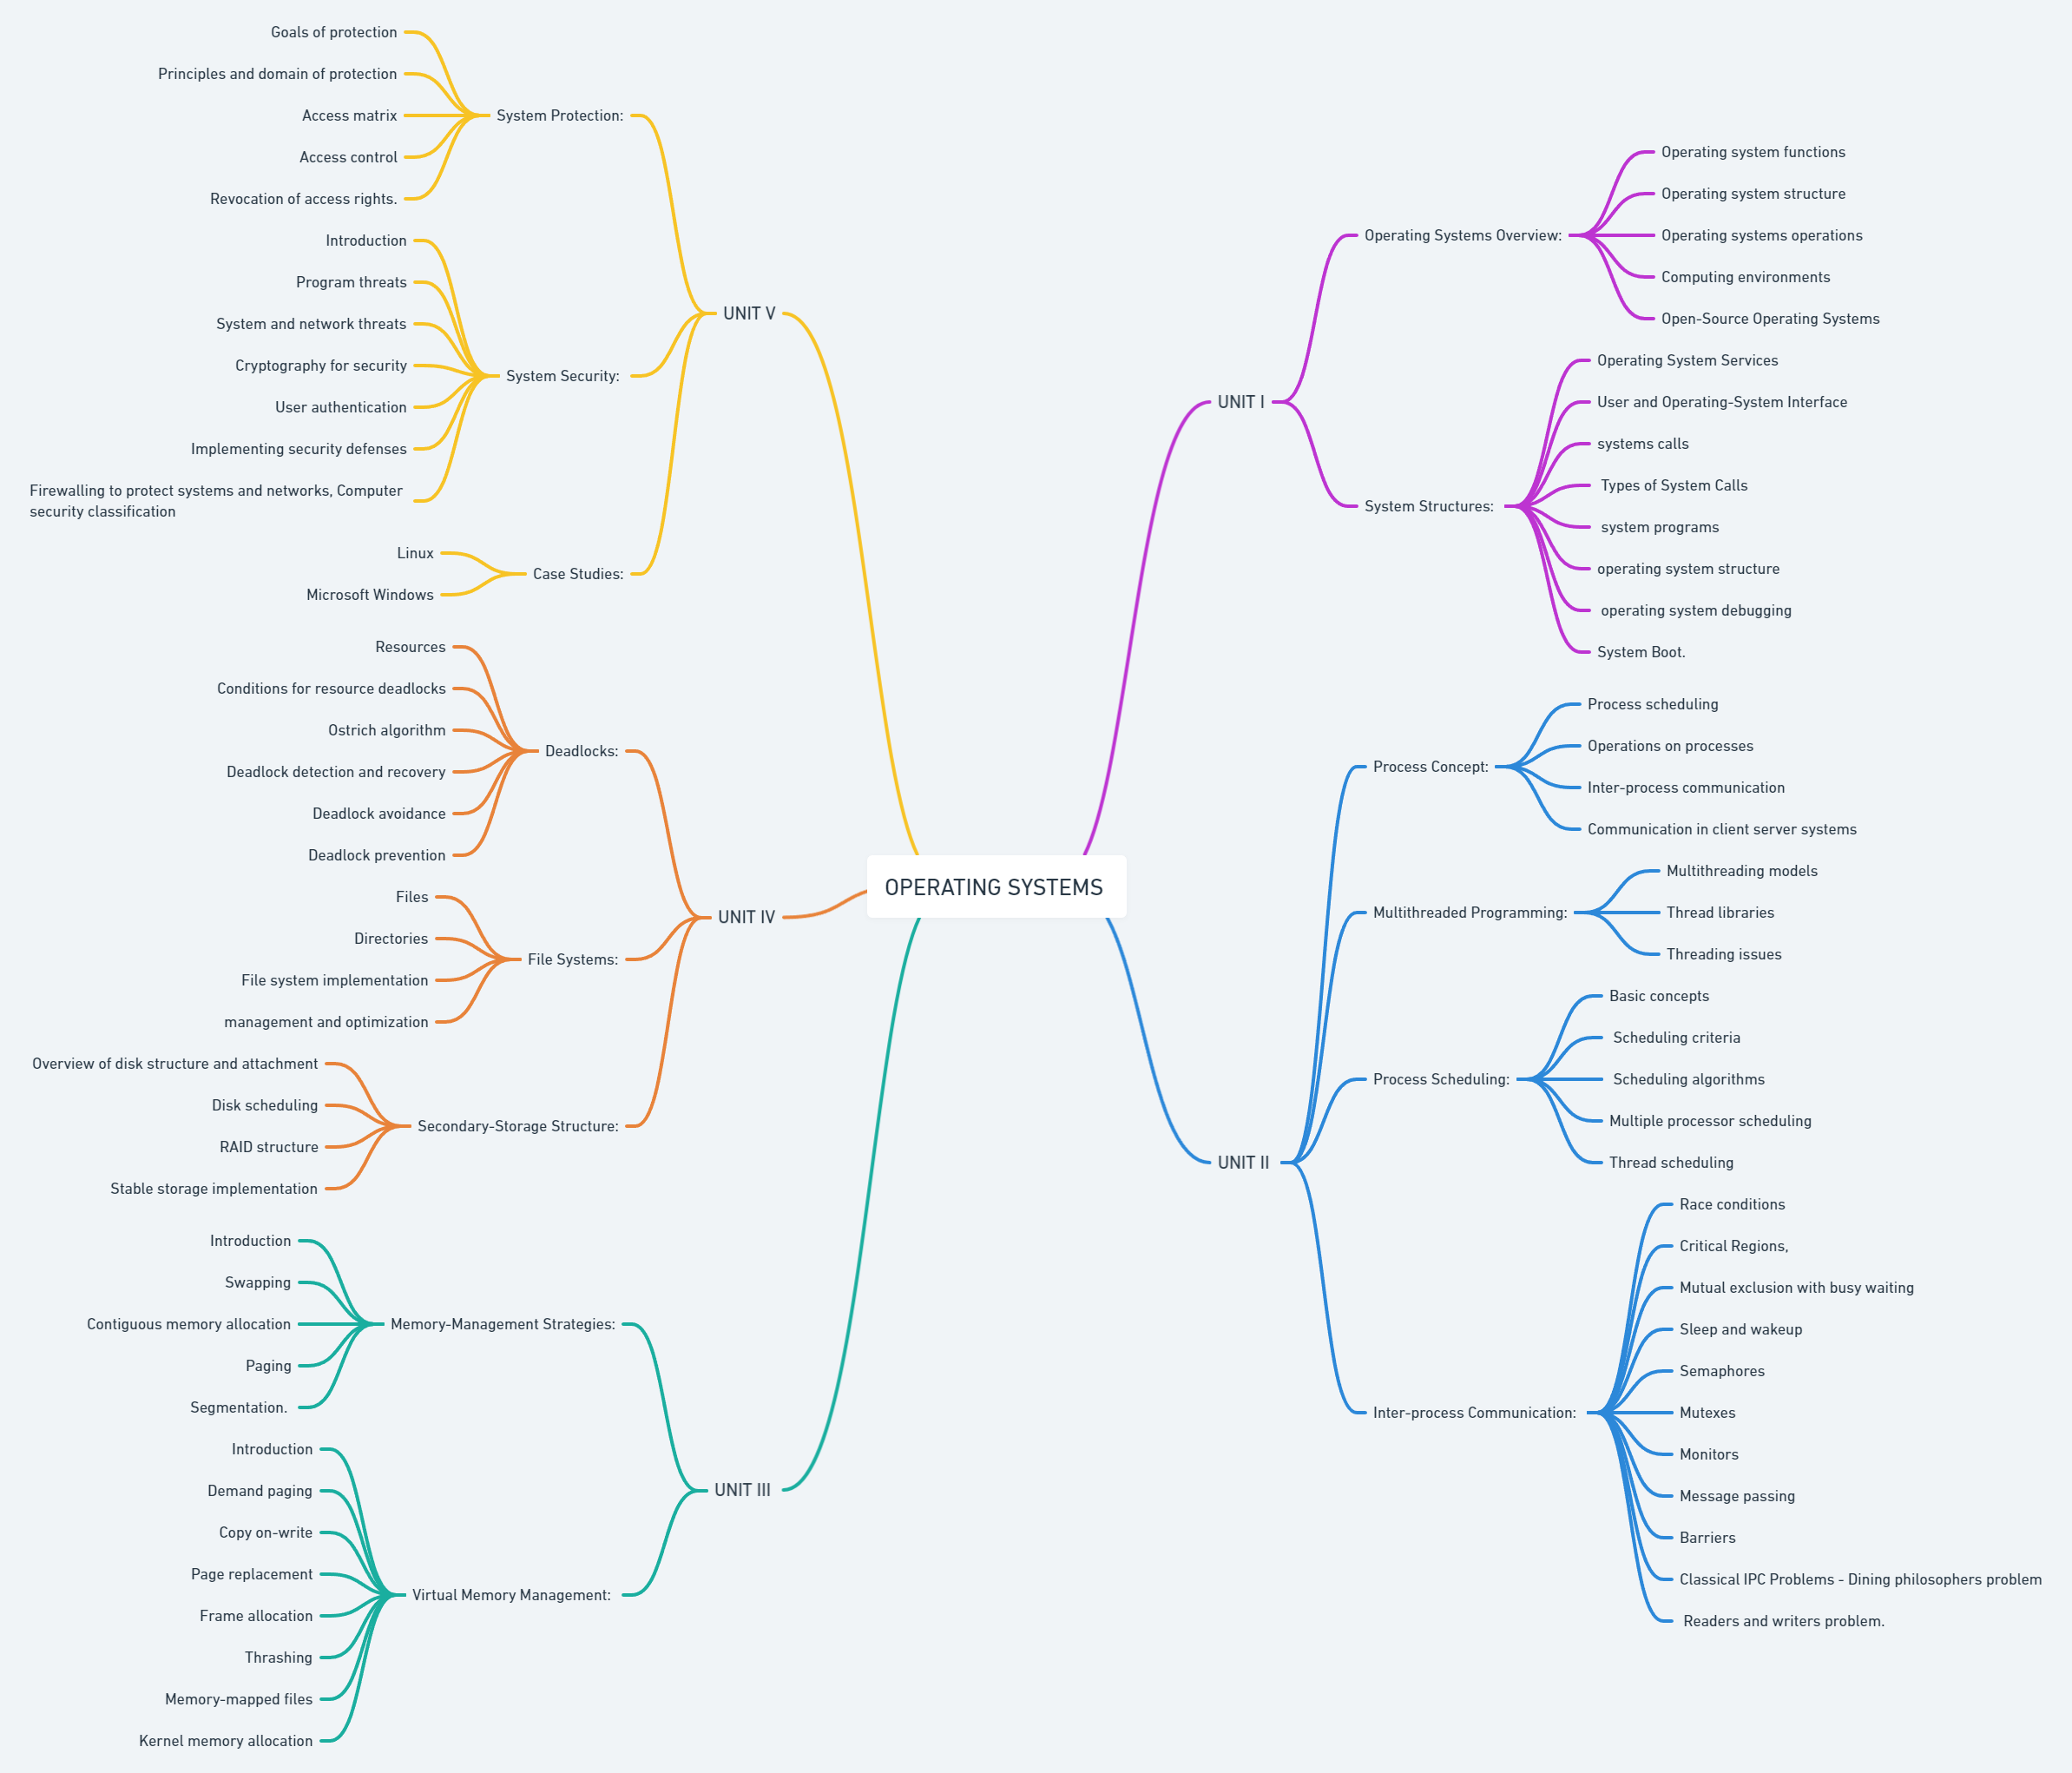 OPERATING SYSTEMS
UNIT I
Operating Systems Overview:
Operating system functions
Operating system structure
Operating systems operations
Computing environments
Open-Source Operating Systems
System Structures:
Operating System Services
User and Operating-System Interface
systems calls
Types of System Calls
system programs
operating system structure
operating system debugging
System Boot.
UNIT II
Process Concept:
Process scheduling
Operations on processes
Inter-process communication
Communication in client server systems
Multithreaded Programming:
Multithreading models
Thread libraries
Threading issues
Process Scheduling:
Basic concepts
Scheduling criteria
Scheduling algorithms
Multiple processor scheduling
Thread scheduling
Inter-process Communication:
Race conditions
Critical Regions,
Mutual exclusion with busy waiting
Sleep and wakeup
Semaphores
Mutexes
Monitors
Message passing
Barriers
Classical IPC Problems - Dining philosophers problem
Readers and writers problem.
UNIT III
Memory-Management Strategies:
Introduction
Swapping
Contiguous memory allocation
Paging
Segmentation.
Virtual Memory Management:
Introduction
Demand paging
Copy on-write
Page replacement
Frame allocation
Thrashing
Memory-mapped files
Kernel memory allocation
UNIT IV
Deadlocks:
Resources
Conditions for resource deadlocks
Ostrich algorithm
Deadlock detection and recovery
Deadlock avoidance
Deadlock prevention
File Systems:
Files
Directories
File system implementation
management and optimization
Secondary-Storage Structure:
Overview of disk structure and attachment
Disk scheduling
RAID structure
Stable storage implementation
UNIT V
System Protection:
Goals of protection
Principles and domain of protection
Access matrix
Access control
Revocation of access rights.
System Security:
Introduction
Program threats
System and network threats
Cryptography for security
User authentication
Implementing security defenses
Firewalling to protect systems and networks, Computer
security classification
Case Studies:
Linux
Microsoft Windows